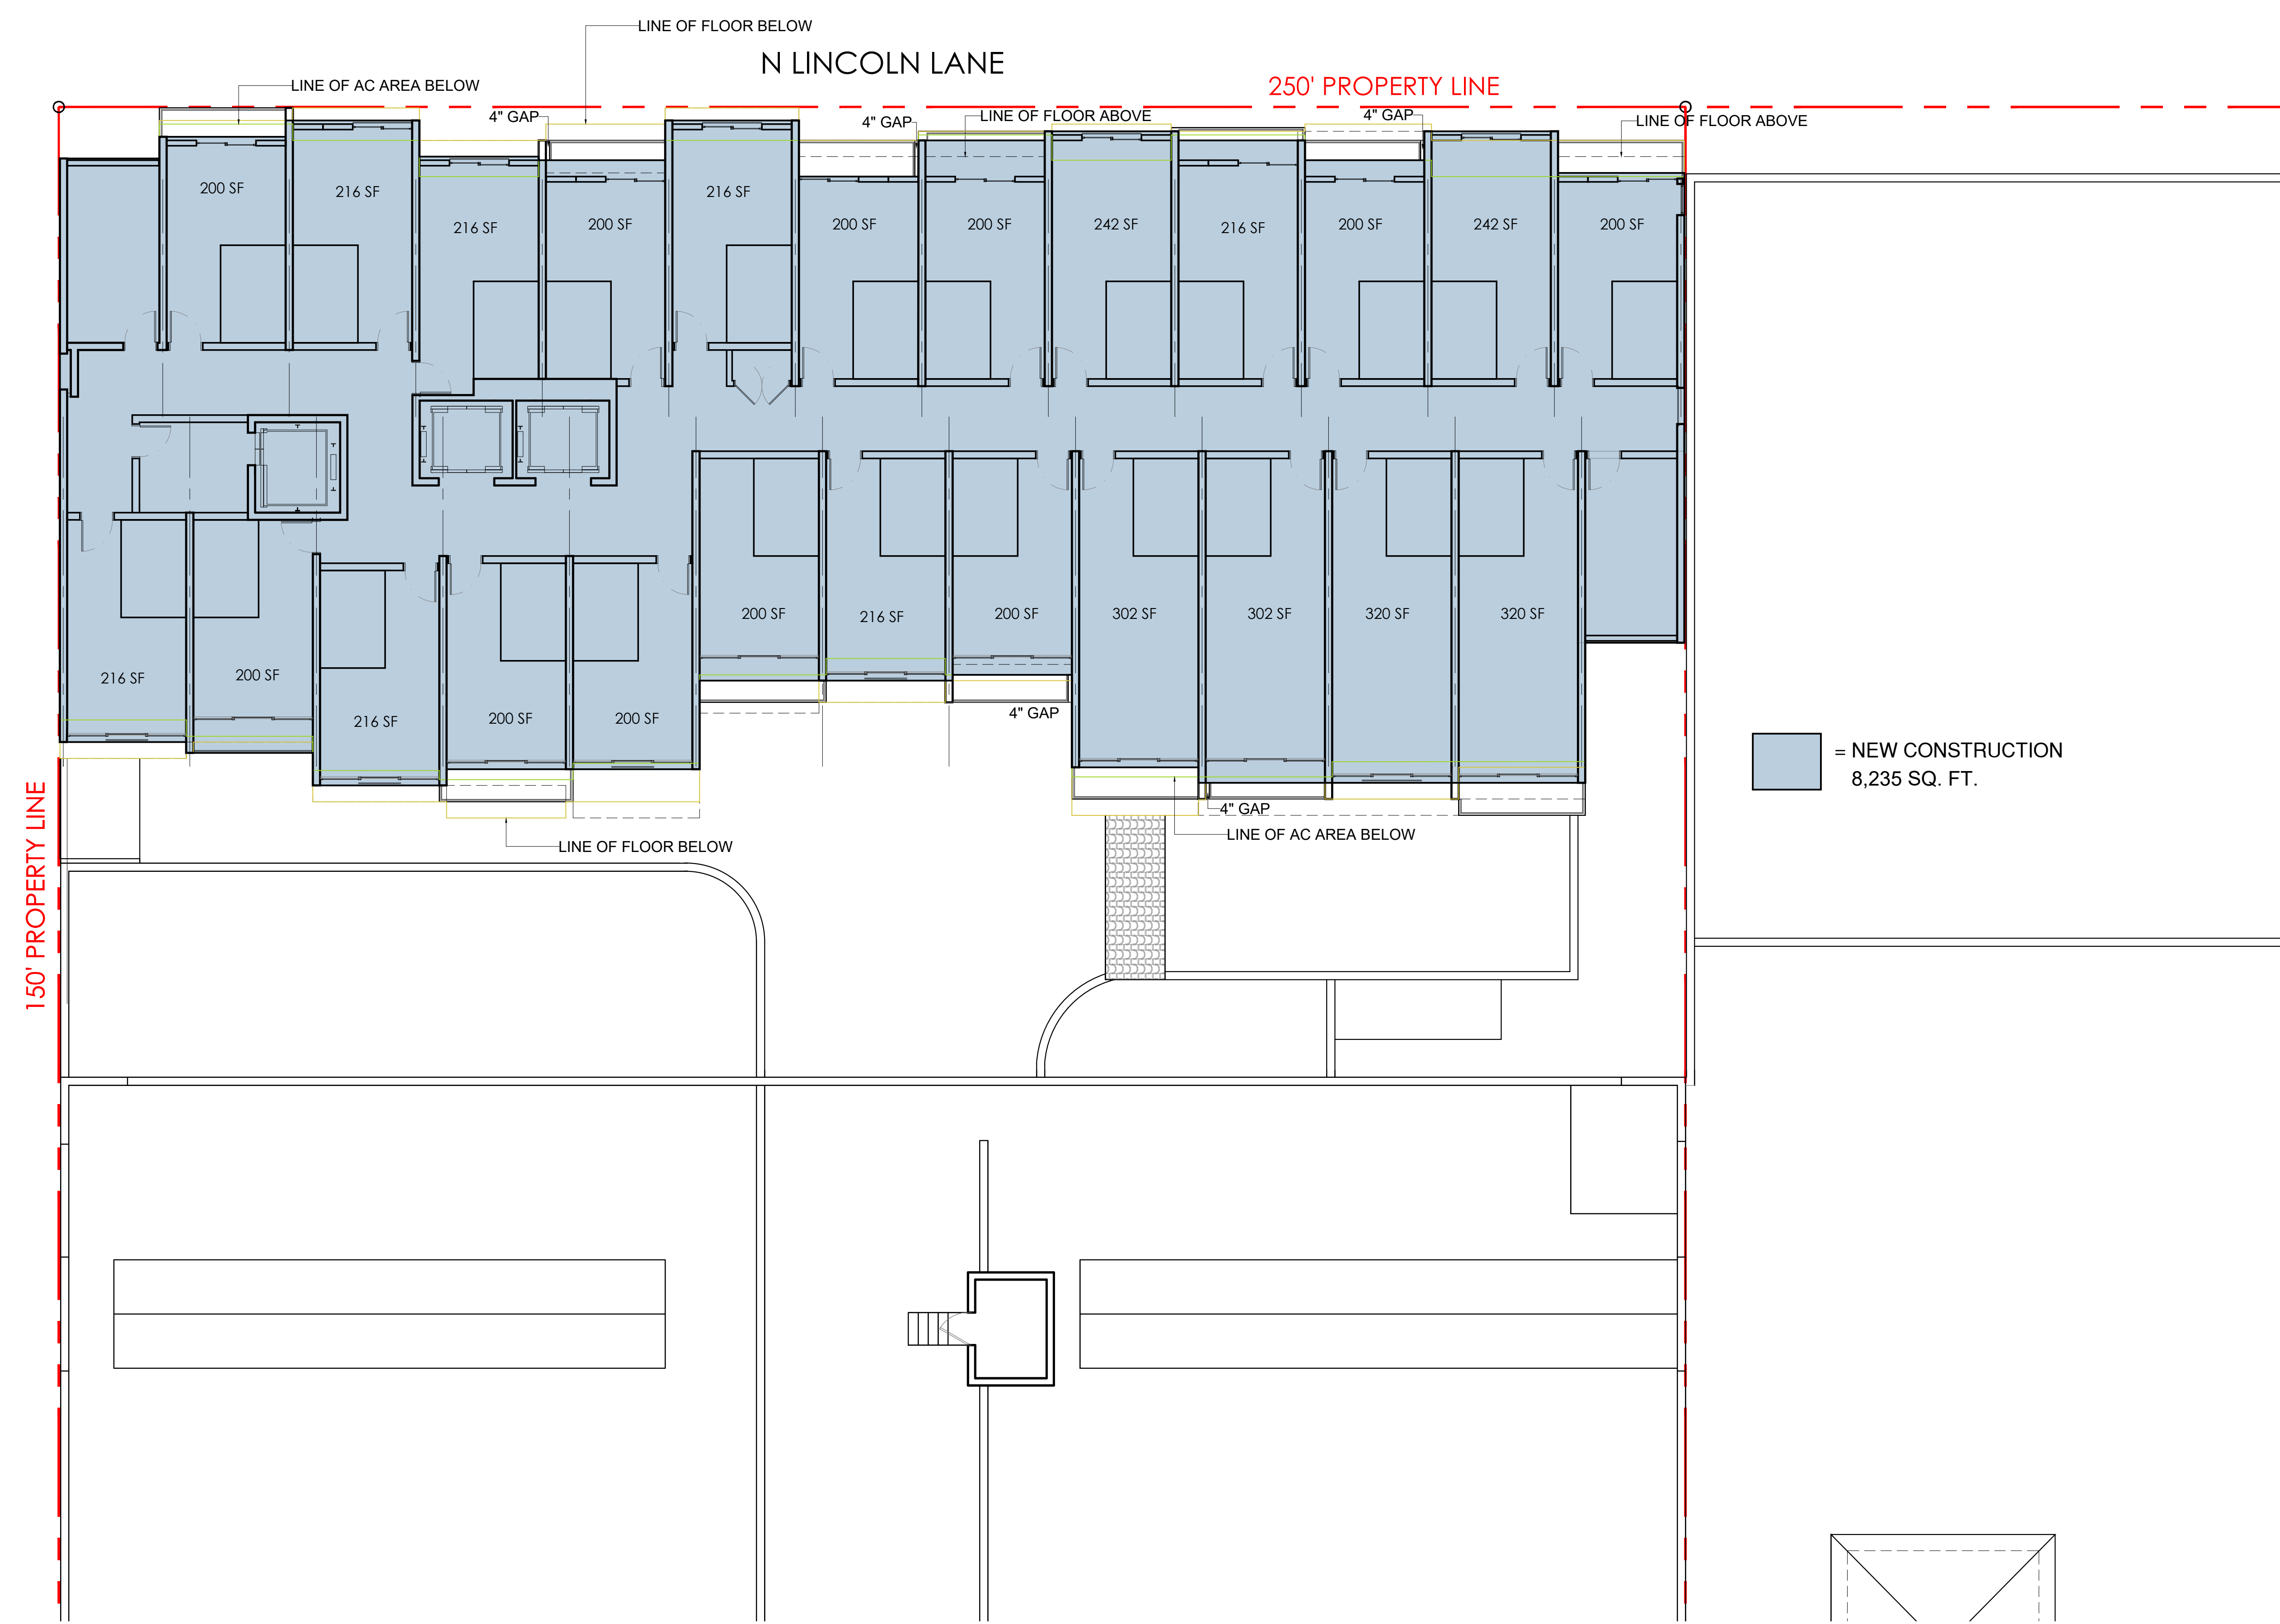 LINE OF FLOOR BELOW
N LINCOLN LANE
LINE OF AC AREA BELOW
250' PROPERTY LINE
4" GAP
4" GAP
LINE OF FLOOR ABOVE
4" GAP
LINE OF FLOOR ABOVE
200 SF
216 SF
216 SF
200 SF
216 SF
200 SF
200 SF
242 SF
216 SF
200 SF
242 SF
200 SF
216 SF
200 SF
216 SF
200 SF
200 SF
200 SF
216 SF
200 SF
302 SF
302 SF
320 SF
320 SF
4" GAP
= NEW CONSTRUCTION
8,235 SQ. FT.
4" GAP
LINE OF AC AREA BELOW
LINE OF FLOOR BELOW
150' PROPERTY LINE